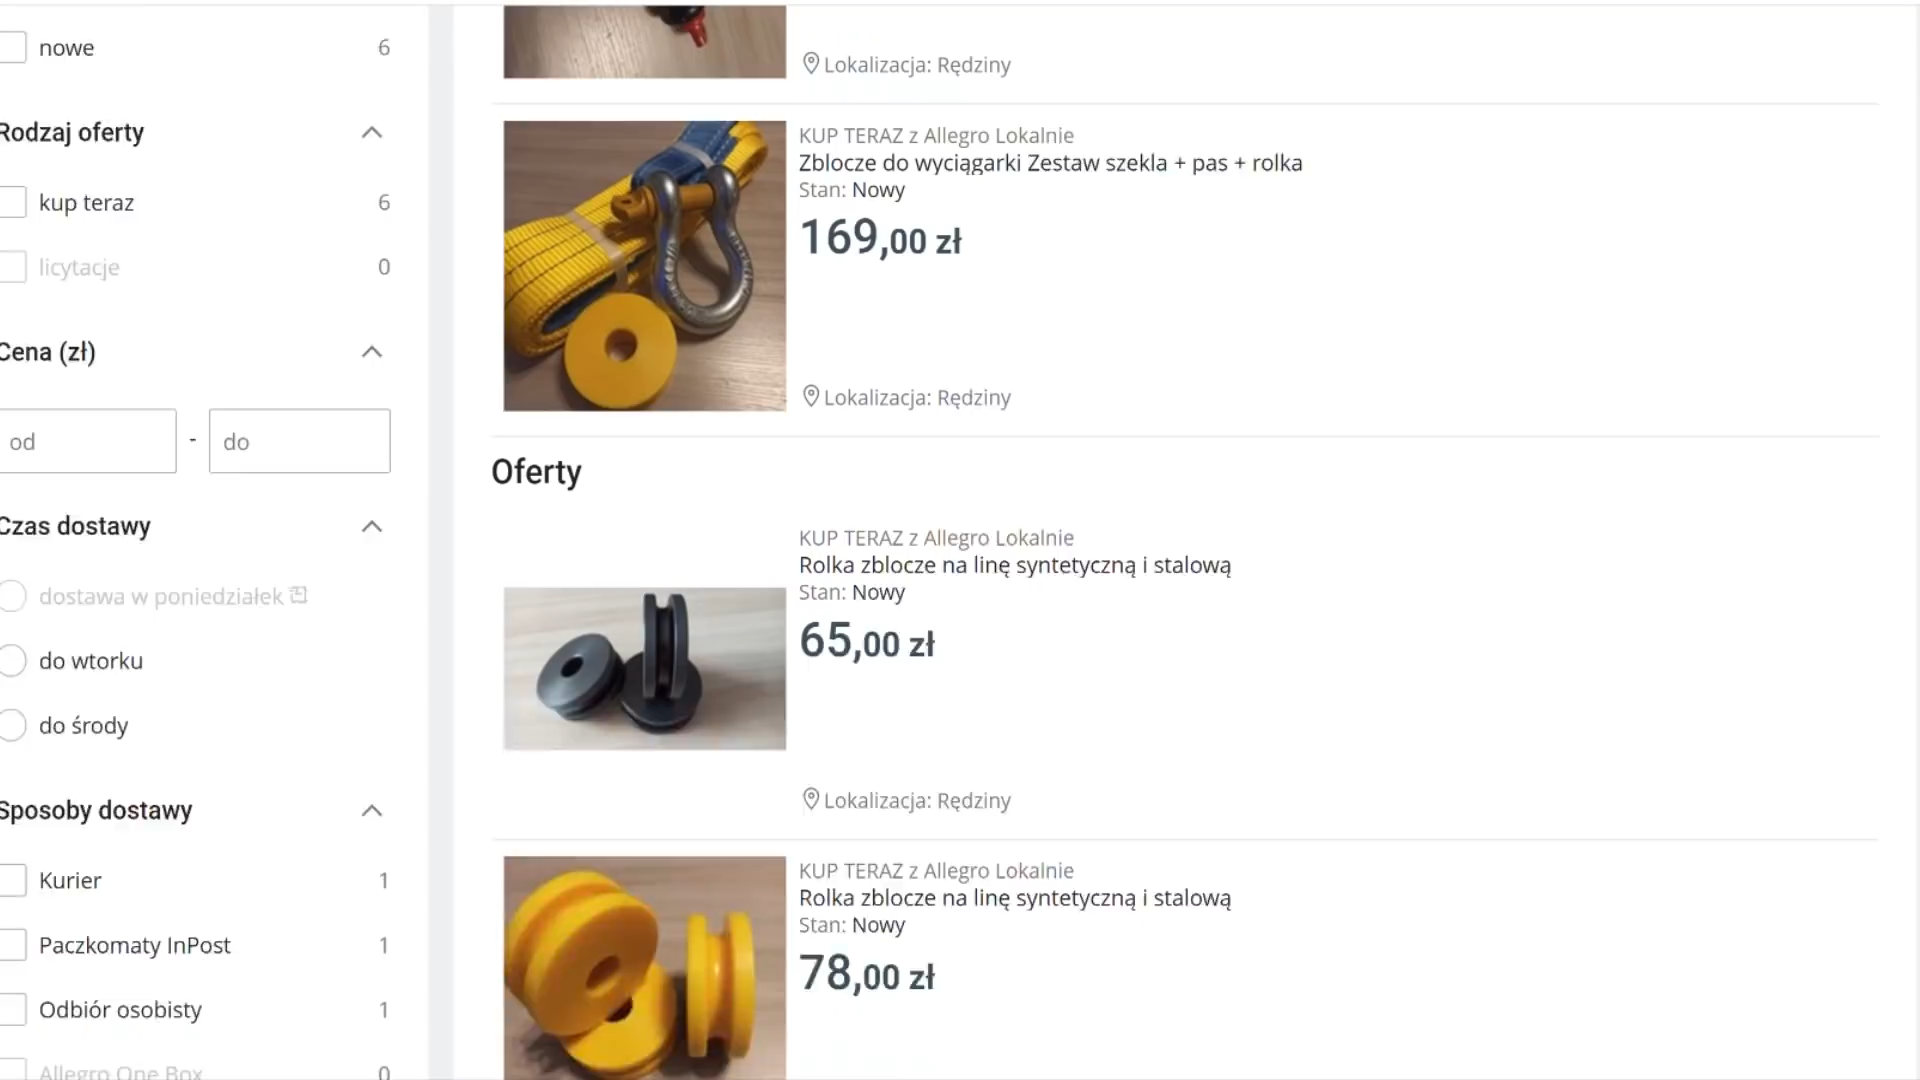 nowe 6
Rodzaj oferty
kup teraz 6
licytacje 0
Cena (zł)
od - do
Czas dostawy
dostawa w poniedziałek
do wtorku
do środy
Sposoby dostawy
Kurier 1
Paczkomaty InPost 1
Odbiór osobisty 1
Allegro One Box 0
Lokalizacja: Rędziny
KUP TERAZ z Allegro Lokalnie
Zblocze do wyciągarki Zestaw szekla + pas + rolka
Stan: Nowy
169,00 zł
Lokalizacja: Rędziny
Oferty
KUP TERAZ z Allegro Lokalnie
Rolka zblocze na linę syntetyczną i stalową
Stan: Nowy
65,00 zł
Lokalizacja: Rędziny
KUP TERAZ z Allegro Lokalnie
Rolka zblocze na linę syntetyczną i stalową
Stan: Nowy
78,00 zł